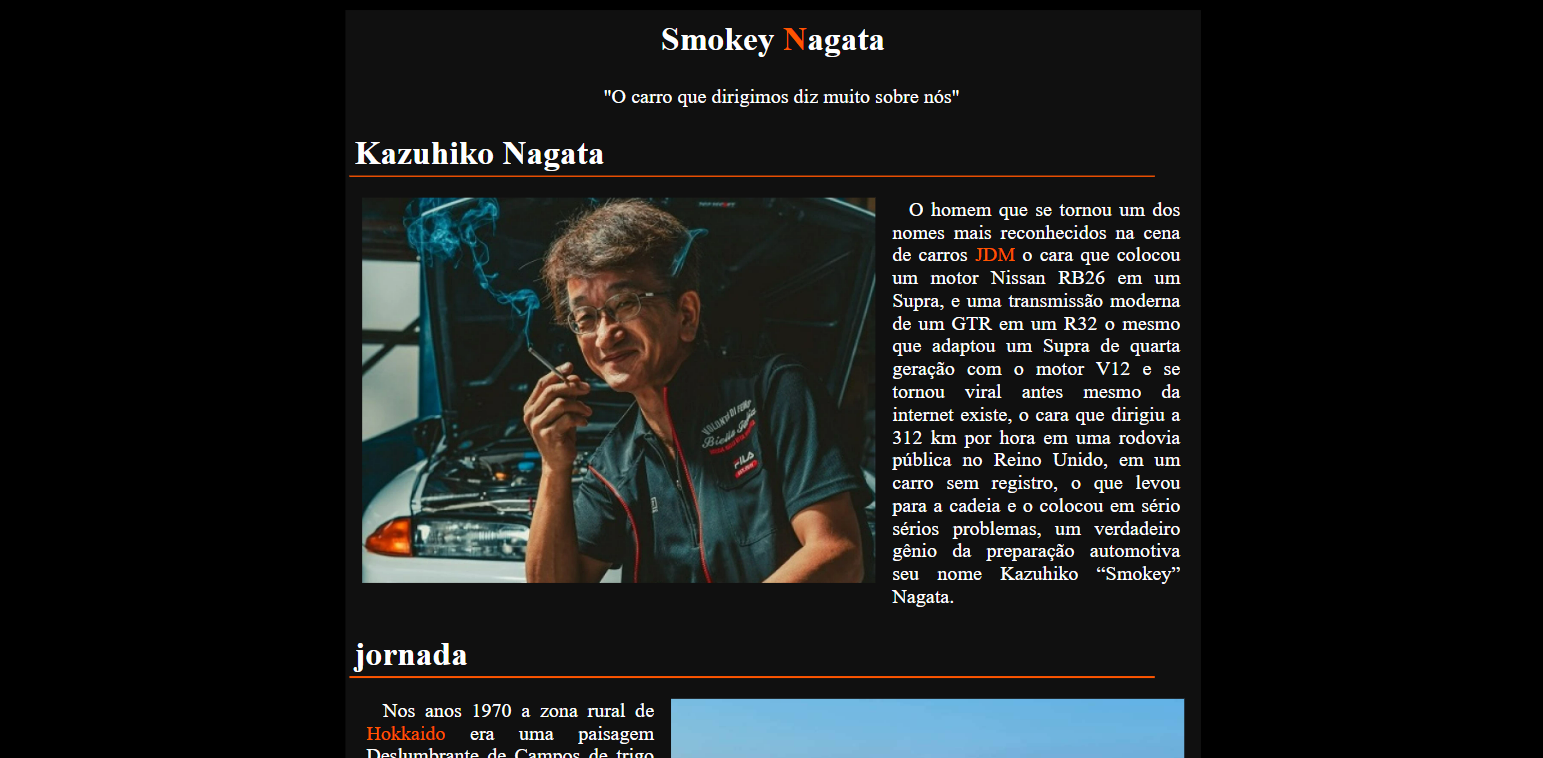 Smokey Nagata
"O carro que dirigimos diz muito sobre nós"
Kazuhiko Nagata
O homem que se tornou um dos
nomes mais reconhecidos na cena
de carros JDM o cara que colocou
um motor Nissan RB26 em um
Supra, e uma transmissão moderna
de um GTR em um R32 o mesmo
que adaptou um Supra de quarta
geração com o motor V12 e se
tornou viral antes mesmo da
internet existe, o cara que dirigiu a
312 km por hora em uma rodovia
pública no Reino Unido, em um
carro sem registro, o que levou
para a cadeia e o colocou em sério
sérios problemas, um verdadeiro
gênio da preparação automotiva
seu nome Kazuhiko “Smokey”
Nagata.
FILA
jornada
Nos anos 1970 a zona rural de
Hokkaido era uma paisagem
Deslumbrante de Campos de trigo